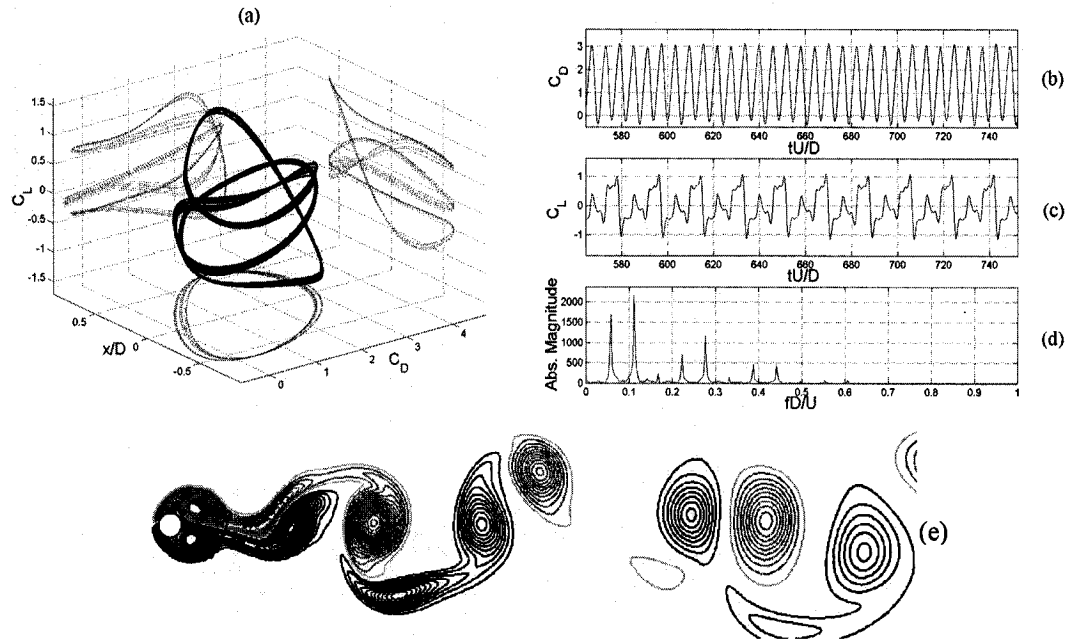 (a)
1.5
1
0.5
0
-0.5
-1
-1.5
C_L
0.5
0
-0.5
x/D
0
1
2
3
4
C_D
3
2
1
0
C_D
580 600 620 640 660 680 700 720 740
tU/D
(b)
1
0
-1
C_L
580 600 620 640 660 680 700 720 740
tU/D
(c)
2000
1500
1000
500
0
Abs. Magnitude
0 0.1 0.2 0.3 0.4 0.5 0.6 0.7 0.8 0.9 1
fD/U
(d)
(e)